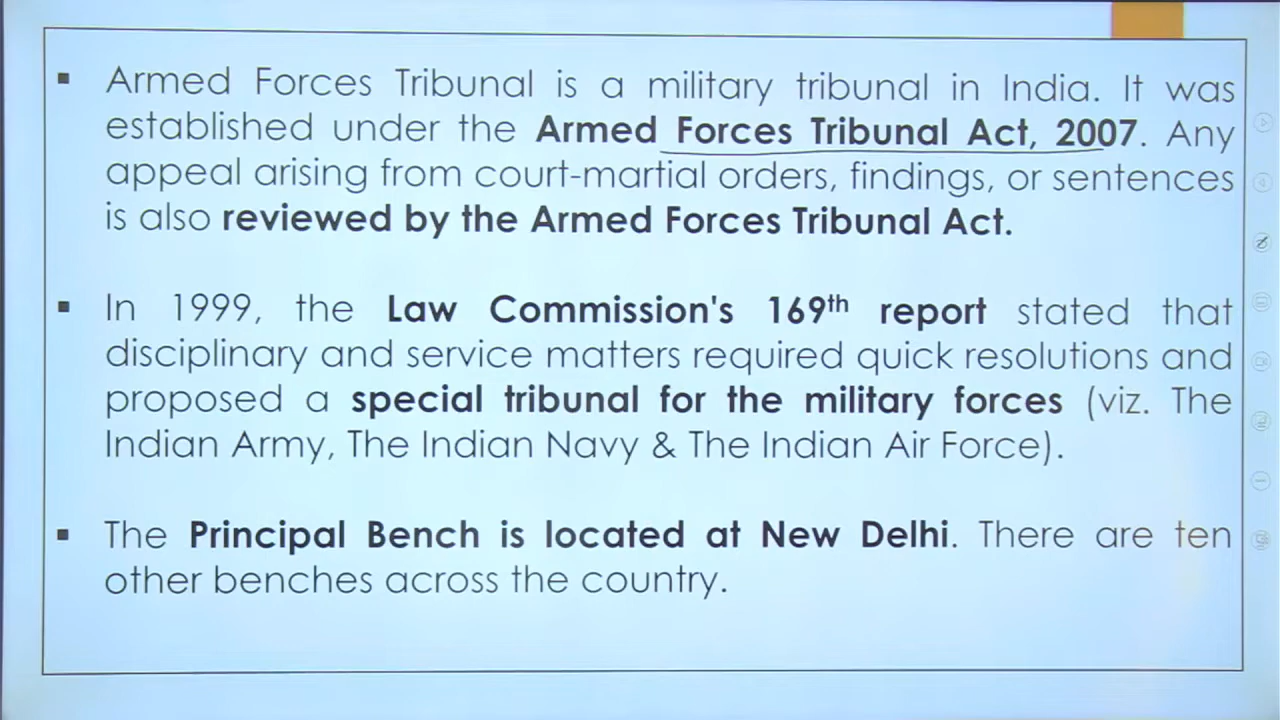 ▪ Armed Forces Tribunal is a military tribunal in India. It was
established under the Armed Forces Tribunal Act, 2007. Any
appeal arising from court-martial orders, findings, or sentences
is also reviewed by the Armed Forces Tribunal Act.
▪ In 1999, the Law Commission's 169th report stated that
disciplinary and service matters required quick resolutions and
proposed a special tribunal for the military forces (viz. The
Indian Army, The Indian Navy & The Indian Air Force).
▪ The Principal Bench is located at New Delhi. There are ten
other benches across the country.